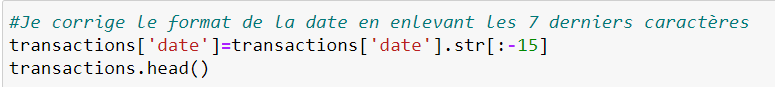 #Je corrige le format de la date en enlevant les 7 derniers caractères
transactions['date']=transactions['date'].str[:-15]
transactions.head()